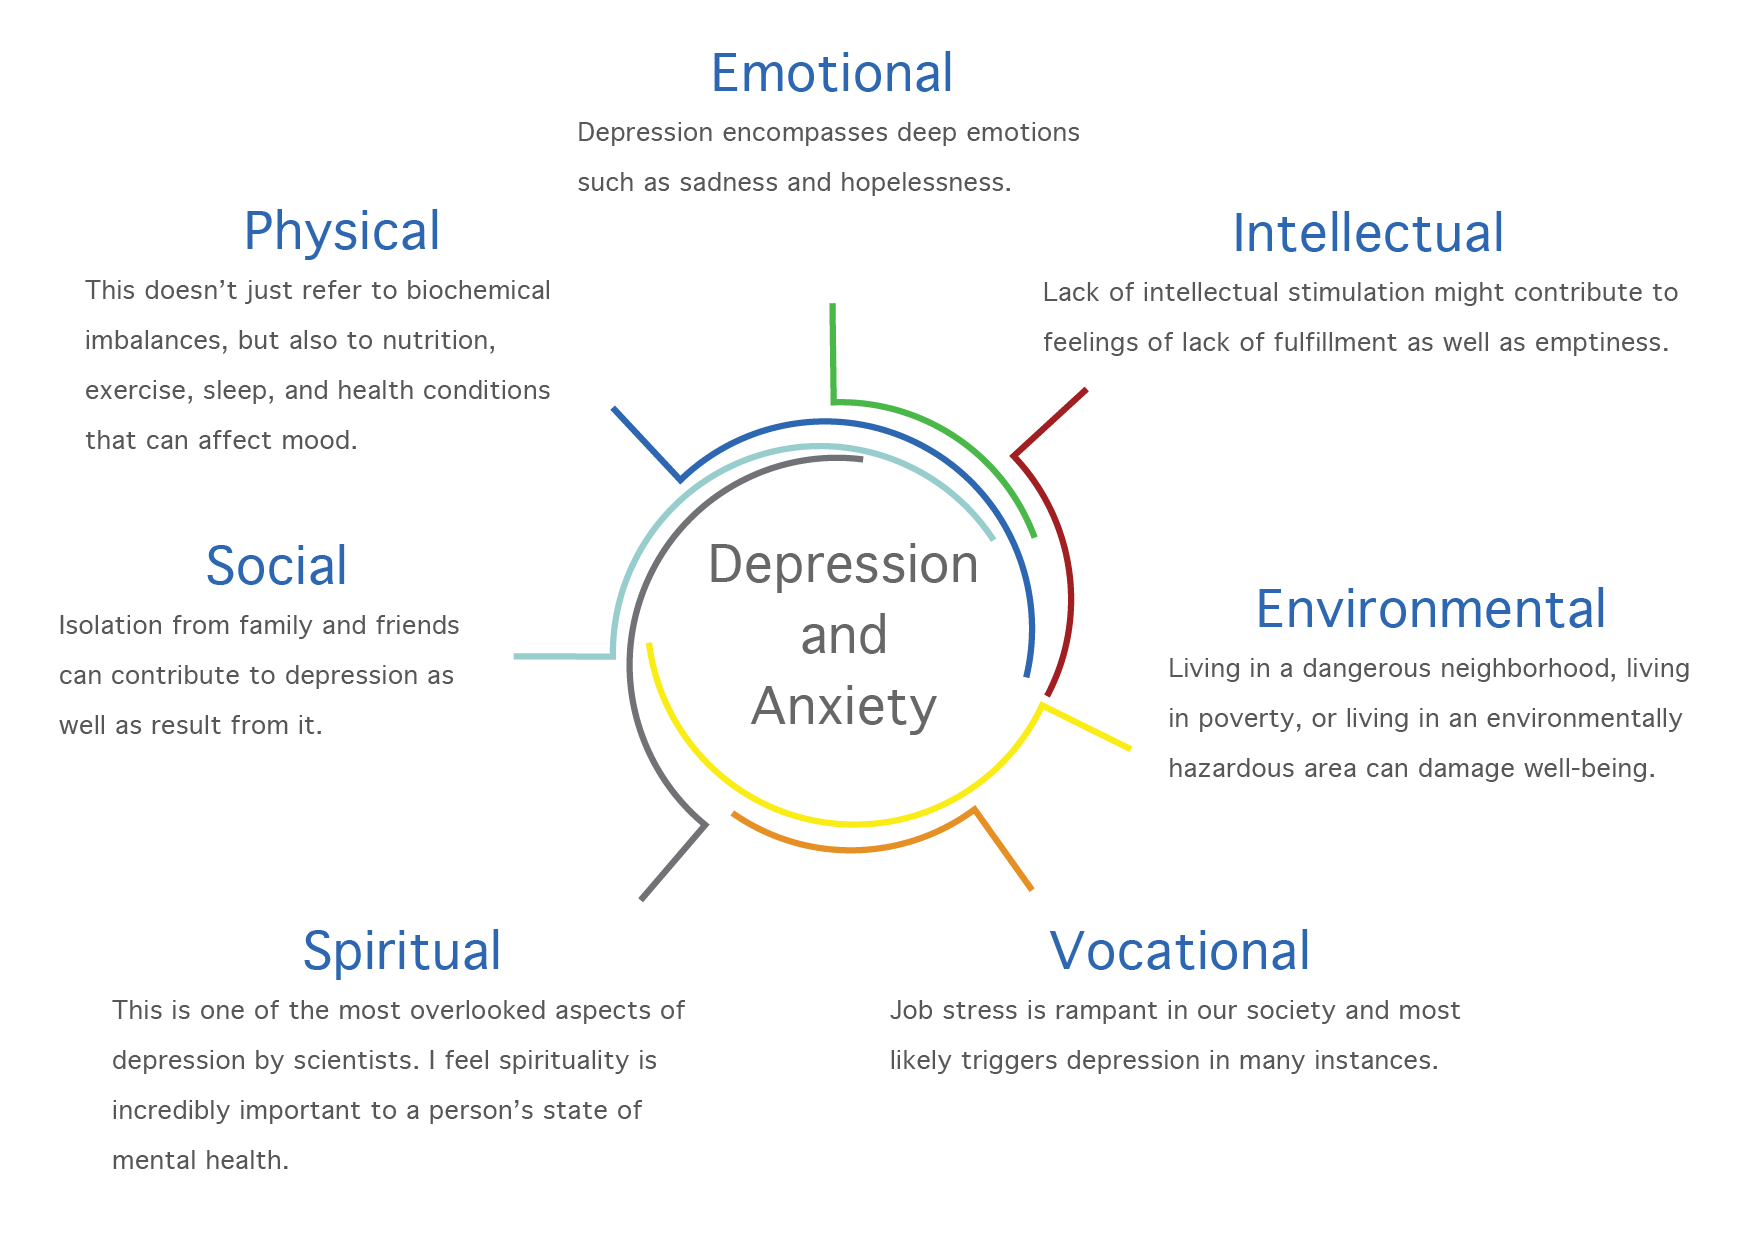 Emotional
Depression encompasses deep emotions
such as sadness and hopelessness.
Physical
This doesn’t just refer to biochemical
imbalances, but also to nutrition,
exercise, sleep, and health conditions
that can affect mood.
Intellectual
Lack of intellectual stimulation might contribute to
feelings of lack of fulfillment as well as emptiness.
Social
Isolation from family and friends
can contribute to depression as
well as result from it.
Depression
and
Anxiety
Environmental
Living in a dangerous neighborhood, living
in poverty, or living in an environmentally
hazardous area can damage well-being.
Spiritual
This is one of the most overlooked aspects of
depression by scientists. I feel spirituality is
incredibly important to a person’s state of
mental health.
Vocational
Job stress is rampant in our society and most
likely triggers depression in many instances.